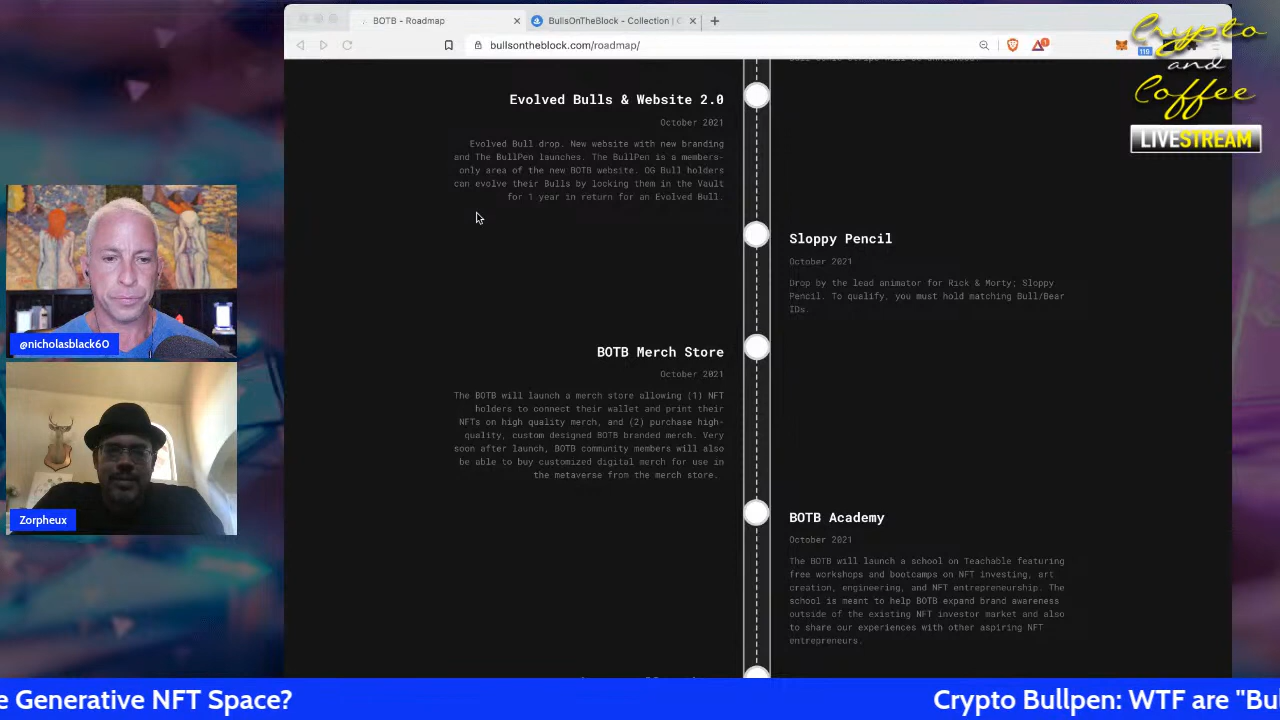 BOTB - Roadmap
BullsOnTheBlock - Collection | O
bullsontheblock.com/roadmap/
Crypto
and
Coffee
LIVESTREAM
119
Evolved Bulls & Website 2.0
October 2021
Evolved Bull drop. New website with new branding
and The BullPen launches. The BullPen is a members-
only area of the new BOTB website. OG Bull holders
can evolve their Bulls by locking them in the Vault
for 1 year in return for an Evolved Bull.
Sloppy Pencil
October 2021
Drop by the lead animator for Rick & Morty; Sloppy
Pencil. To qualify, you must hold matching Bull/Bear
IDs.
BOTB Merch Store
October 2021
The BOTB will launch a merch store allowing (1) NFT
holders to connect their wallet and print their
NFTs on high quality merch, and (2) purchase high-
quality, custom designed BOTB branded merch. Very
soon after launch, BOTB community members will also
be able to buy customized digital merch for use in
the metaverse from the merch store.
BOTB Academy
October 2021
The BOTB will launch a school on Teachable featuring
free workshops and bootcamps on NFT investing, art
creation, engineering, and NFT entrepreneurship. The
school is meant to help BOTB expand brand awareness
outside of the existing NFT investor market and also
to share our experiences with other aspiring NFT
entrepreneurs.
@nicholasblack60
Zorpheux
e Generative NFT Space?
Crypto Bullpen: WTF are "Bu